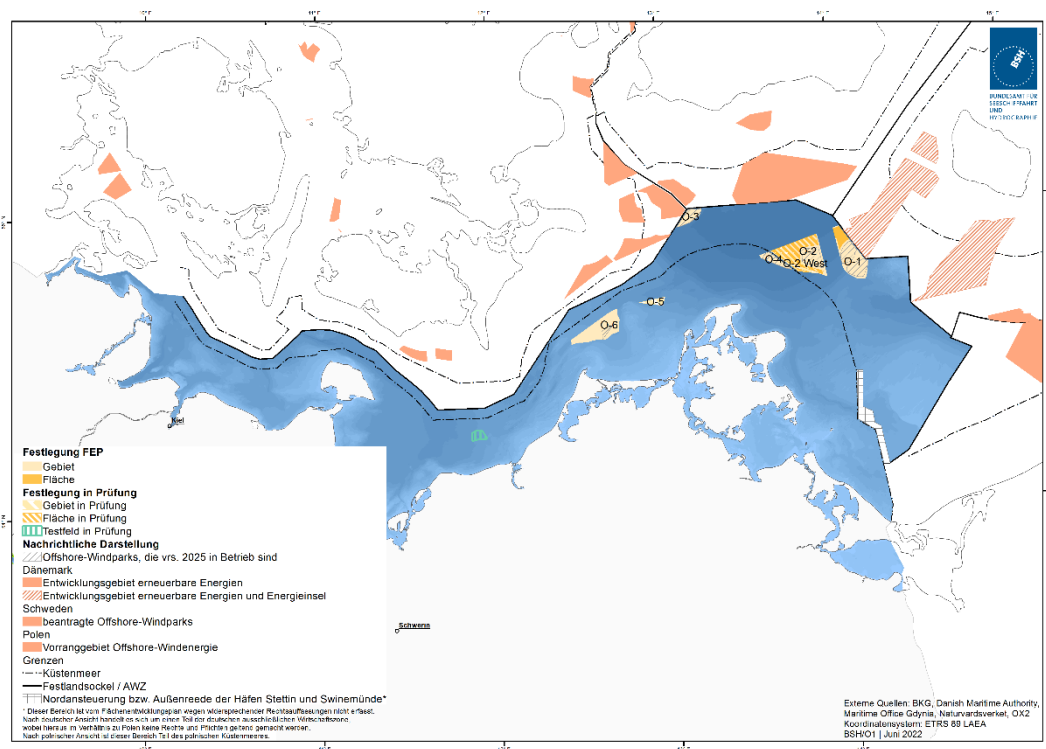 BSH
BUNDESAMT FÜR
SEESCHIFFAHRT
UND
HYDROGRAPHIE
O-3
O-2
O-4
O-2 West
O-1
O-5
O-6
Kiel
Schwerin
Festlegung FEP
Gebiet
Fläche
Festlegung in Prüfung
Gebiet in Prüfung
Fläche in Prüfung
Testfeld in Prüfung
Nachrichtliche Darstellung
Offshore-Windparks, die vrs. 2025 in Betrieb sind
Dänemark
Entwicklungsgebiet erneuerbare Energien
Entwicklungsgebiet erneuerbare Energien und Energieinsel
Schweden
beantragte Offshore-Windparks
Polen
Vorranggebiet Offshore-Windenergie
Grenzen
Küstenmeer
Festlandsockel / AWZ
Nordansteuerung bzw. Außenreede der Häfen Stettin und Swinemünde*
* Dieser Bereich ist vom Flächenentwicklungsplan wegen widersprechender Rechtsauffassungen nicht erfasst.
Nach deutscher Ansicht handelt es sich um einen Teil der deutschen ausschließlichen Wirtschaftszone,
wobei hieraus im Verhältnis zu Polen keine Rechte und Pflichten geltend gemacht werden.
Nach polnischer Ansicht ist dieser Bereich Teil des polnischen Küstenmeeres.
Externe Quellen: BKG, Danish Maritime Authority,
Maritime Office Gdynia, Naturvardsverket, OX2
Koordinatensystem: ETRS 89 LAEA
BSH/O1 | Juni 2022